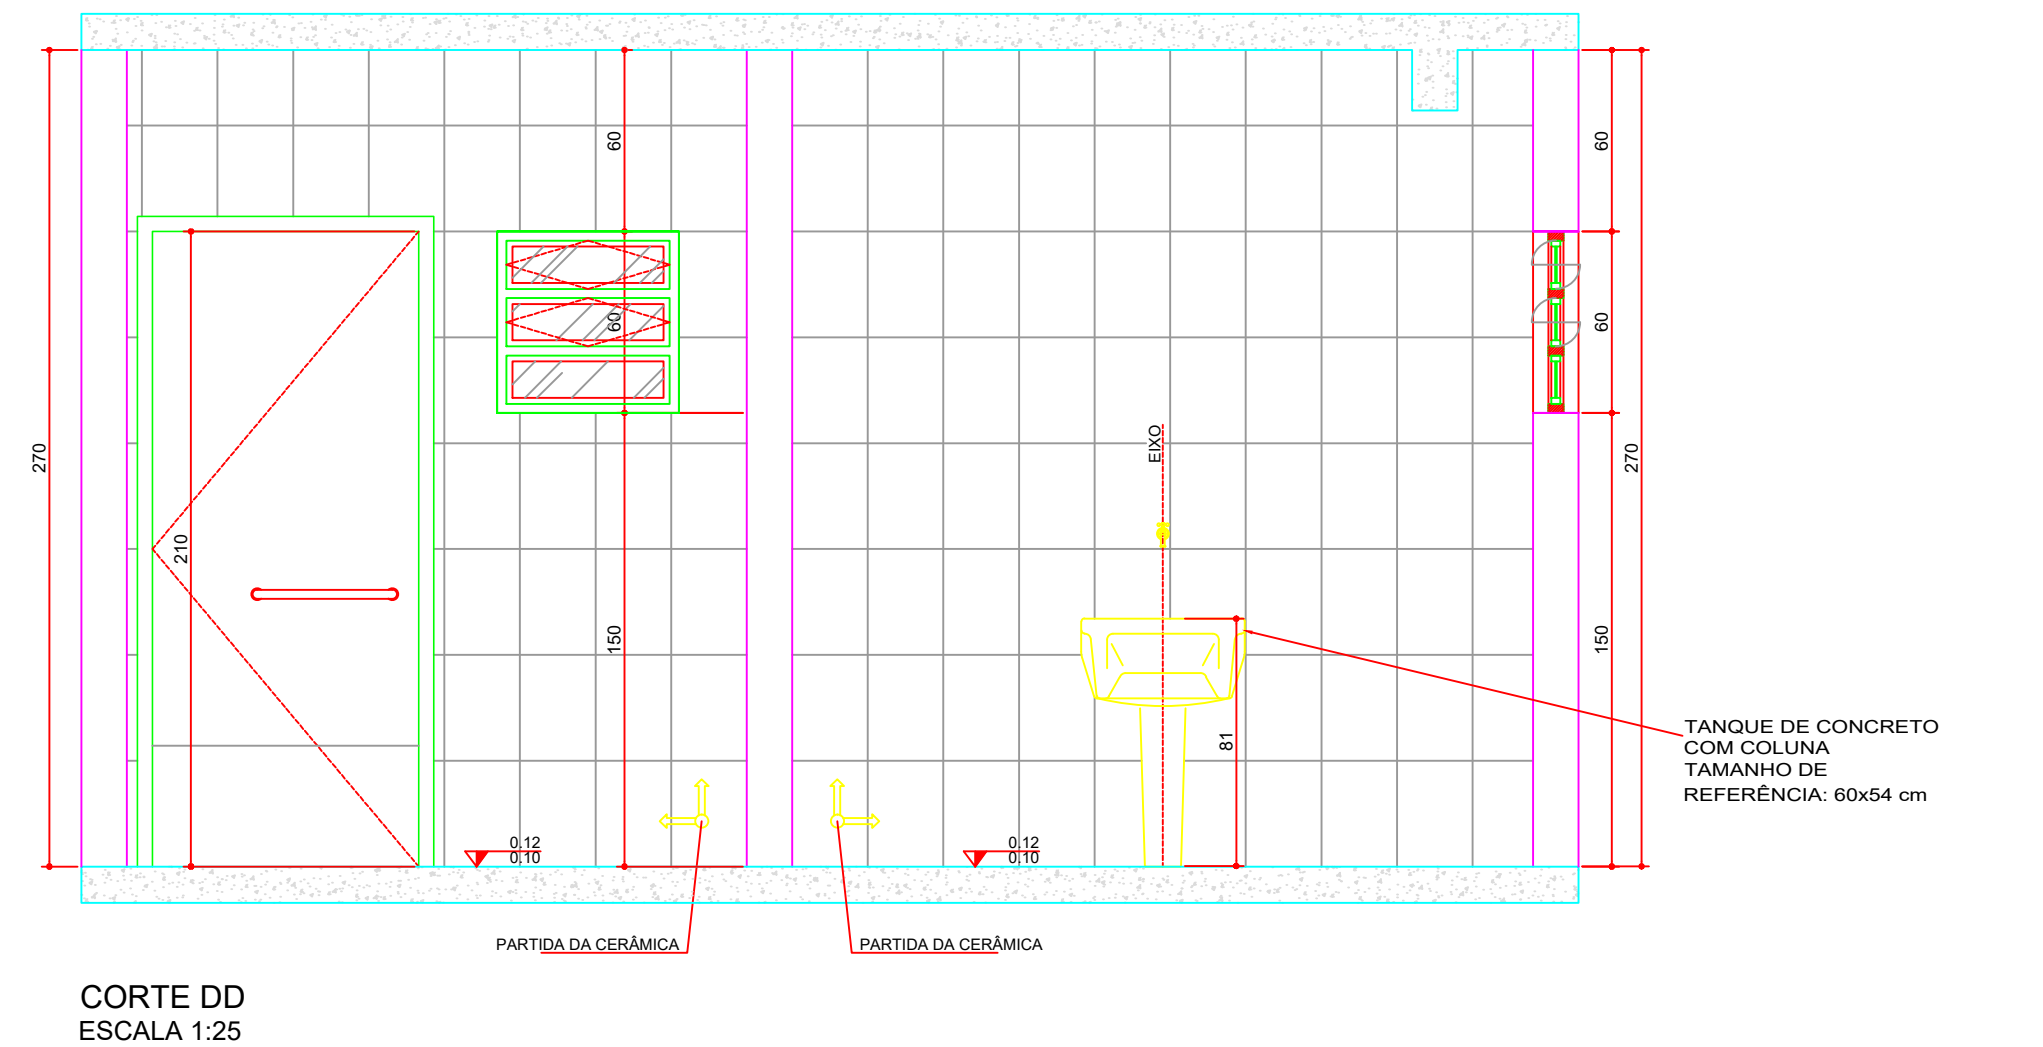 60
60
60
60
EIXO
270
270
210
150
150
81
TANQUE DE CONCRETO
COM COLUNA
TAMANHO DE
REFERÊNCIA: 60x54 cm
0.12
0.10
0.12
0.10
PARTIDA DA CERÂMICA
PARTIDA DA CERÂMICA
CORTE DD
ESCALA 1:25